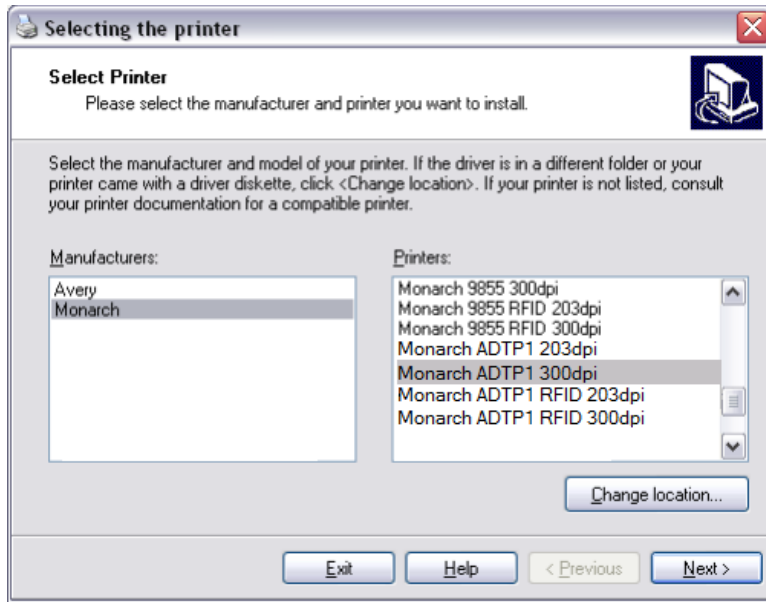 Selecting the printer
Select Printer
Please select the manufacturer and printer you want to install.
Select the manufacturer and model of your printer. If the driver is in a different folder or your
printer came with a driver diskette, click <Change location>. If your printer is not listed, consult
your printer documentation for a compatible printer.
Manufacturers:
Avery
Monarch
Printers:
Monarch 9855 300dpi
Monarch 9855 RFID 203dpi
Monarch 9855 RFID 300dpi
Monarch ADTP1 203dpi
Monarch ADTP1 300dpi
Monarch ADTP1 RFID 203dpi
Monarch ADTP1 RFID 300dpi
Change location...
Exit
Help
< Previous
Next >